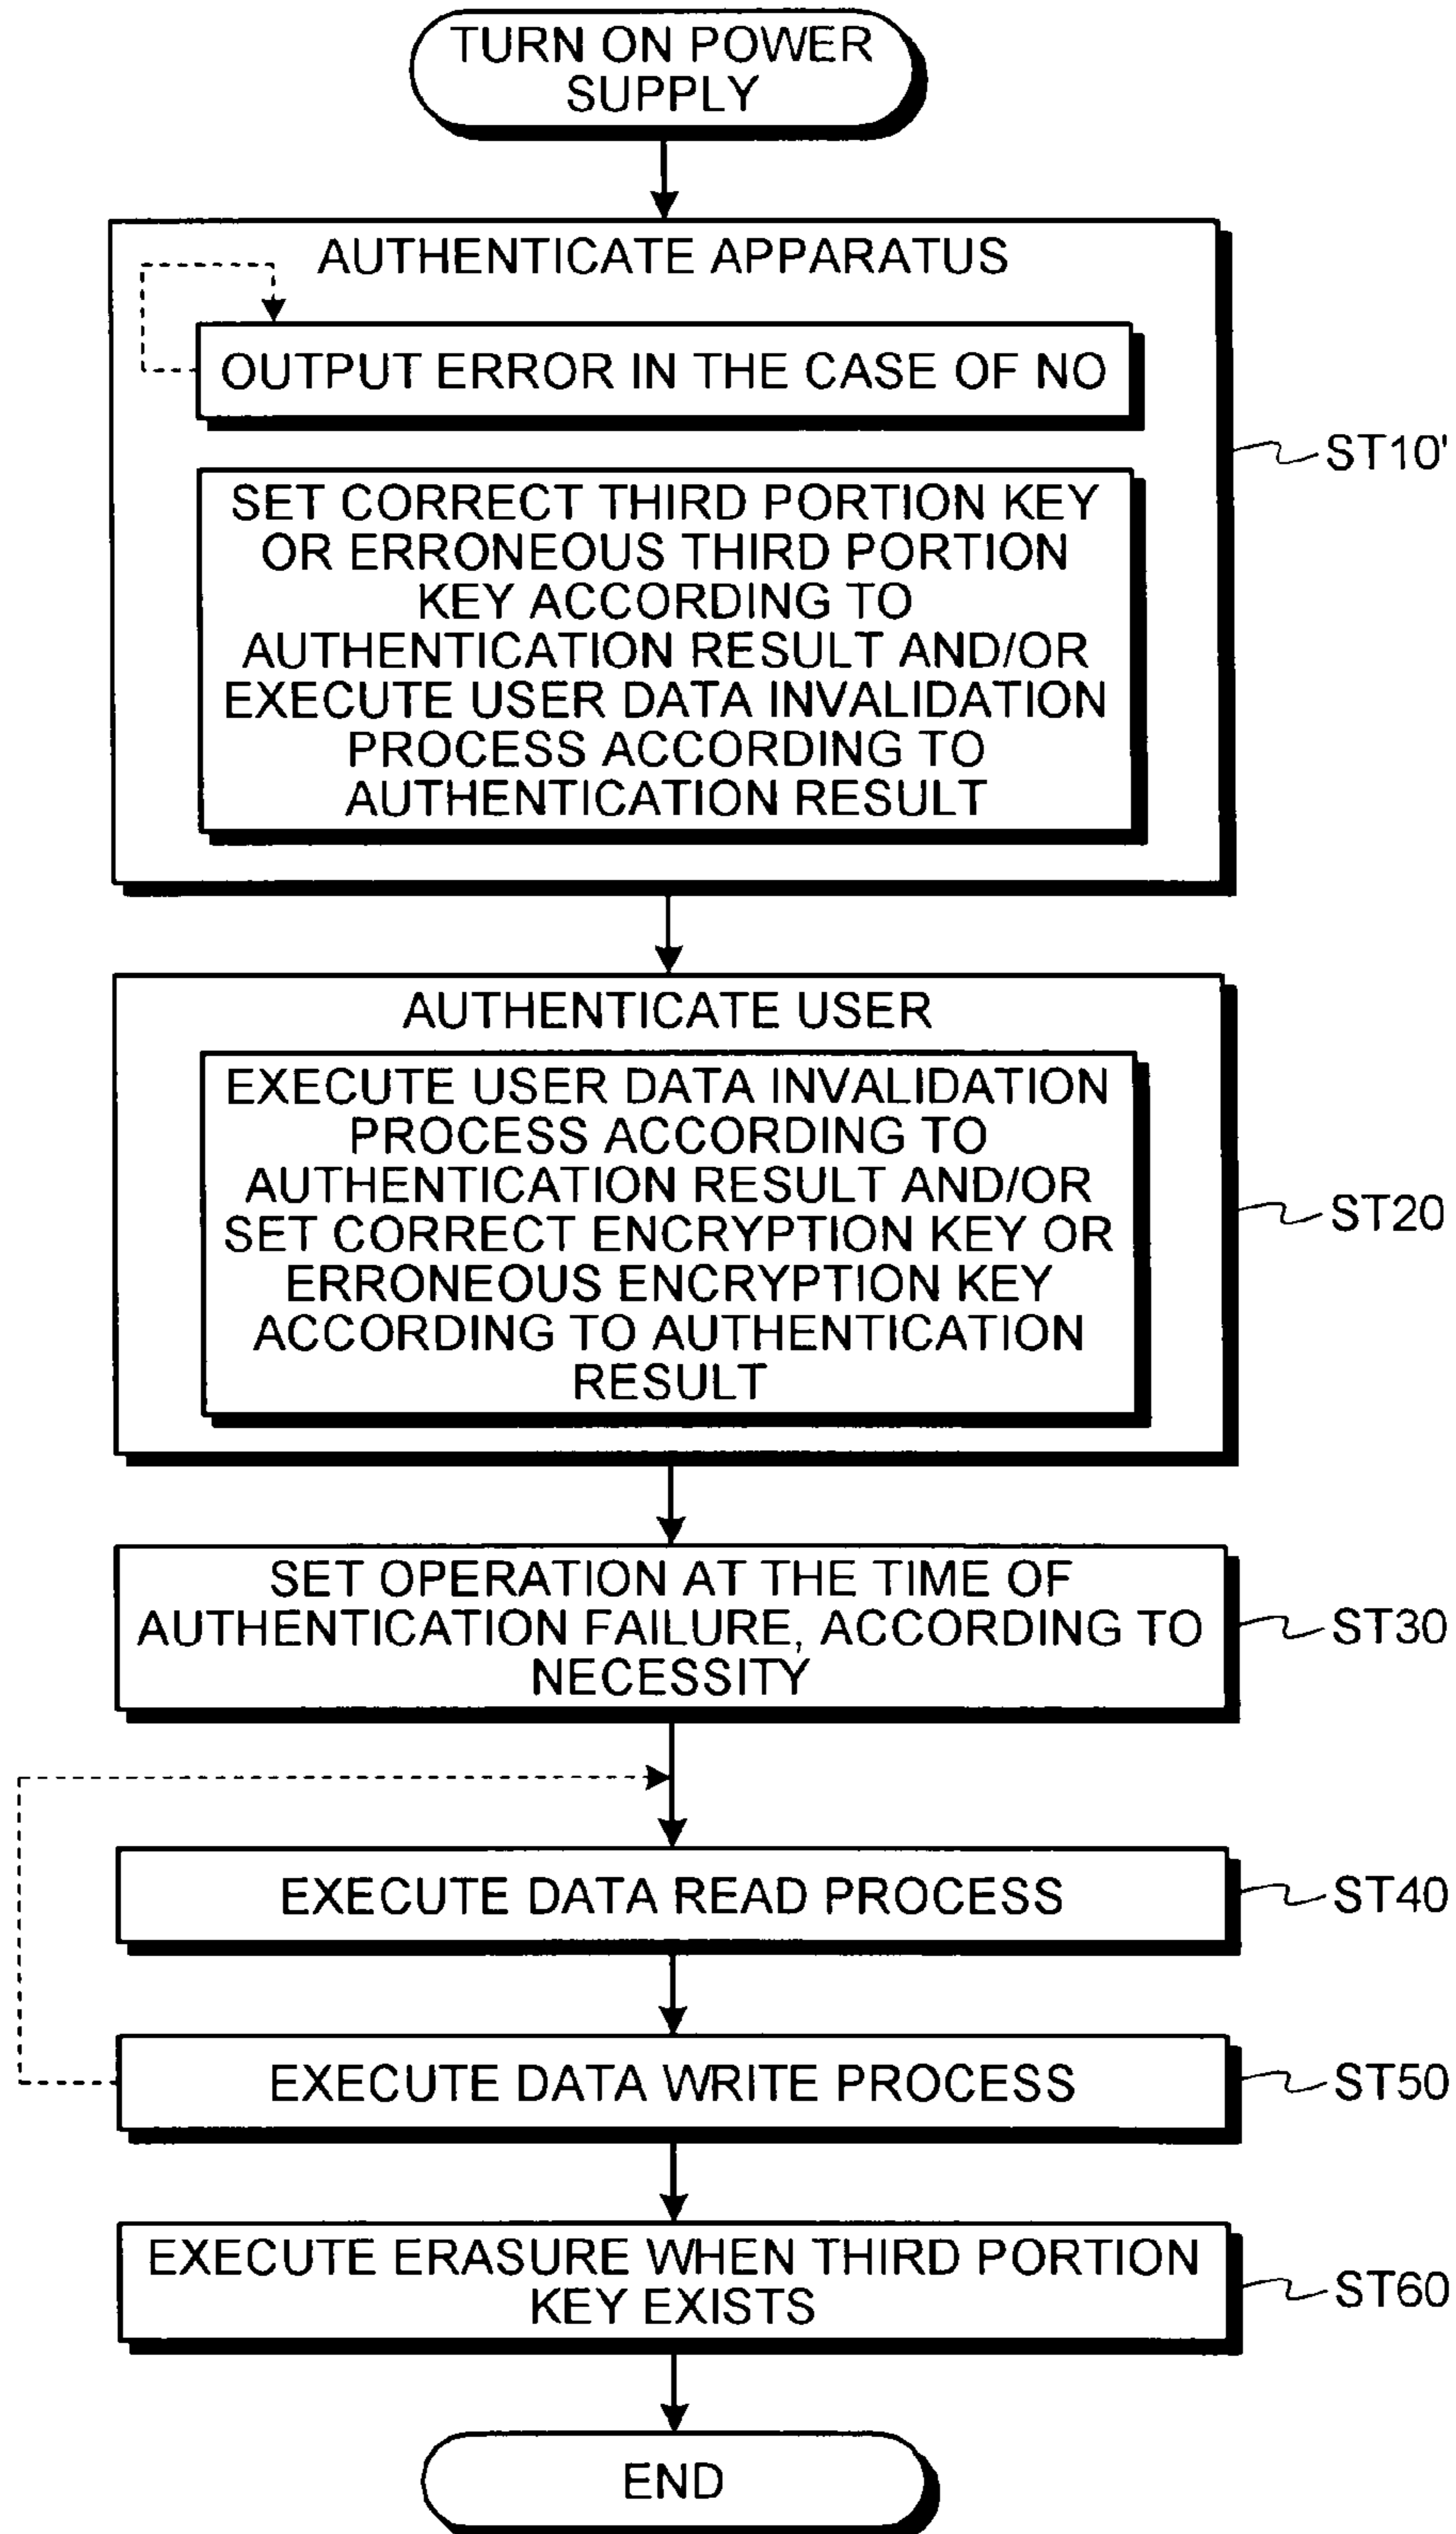 TURN ON POWER
SUPPLY
AUTHENTICATE APPARATUS
OUTPUT ERROR IN THE CASE OF NO
SET CORRECT THIRD PORTION KEY
OR ERRONEOUS THIRD PORTION
KEY ACCORDING TO
AUTHENTICATION RESULT AND/OR
EXECUTE USER DATA INVALIDATION
PROCESS ACCORDING TO
AUTHENTICATION RESULT
ST10'
AUTHENTICATE USER
EXECUTE USER DATA INVALIDATION
PROCESS ACCORDING TO
AUTHENTICATION RESULT AND/OR
SET CORRECT ENCRYPTION KEY OR
ERRONEOUS ENCRYPTION KEY
ACCORDING TO AUTHENTICATION
RESULT
ST20
SET OPERATION AT THE TIME OF
AUTHENTICATION FAILURE, ACCORDING TO
NECESSITY
ST30
EXECUTE DATA READ PROCESS
ST40
EXECUTE DATA WRITE PROCESS
ST50
EXECUTE ERASURE WHEN THIRD PORTION
KEY EXISTS
ST60
END